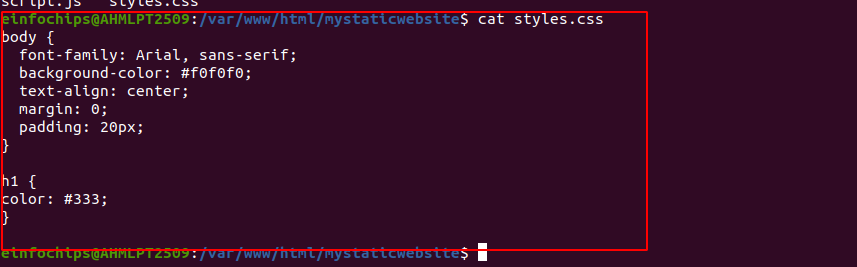 script.js   styles.css
einfochips@AHMLPT2509:/var/www/html/mystaticwebsite$ cat styles.css
body {
  font-family: Arial, sans-serif;
  background-color: #f0f0f0;
  text-align: center;
  margin: 0;
  padding: 20px;
}

h1 {
color: #333;
}
einfochips@AHMLPT2509:/var/www/html/mystaticwebsite$